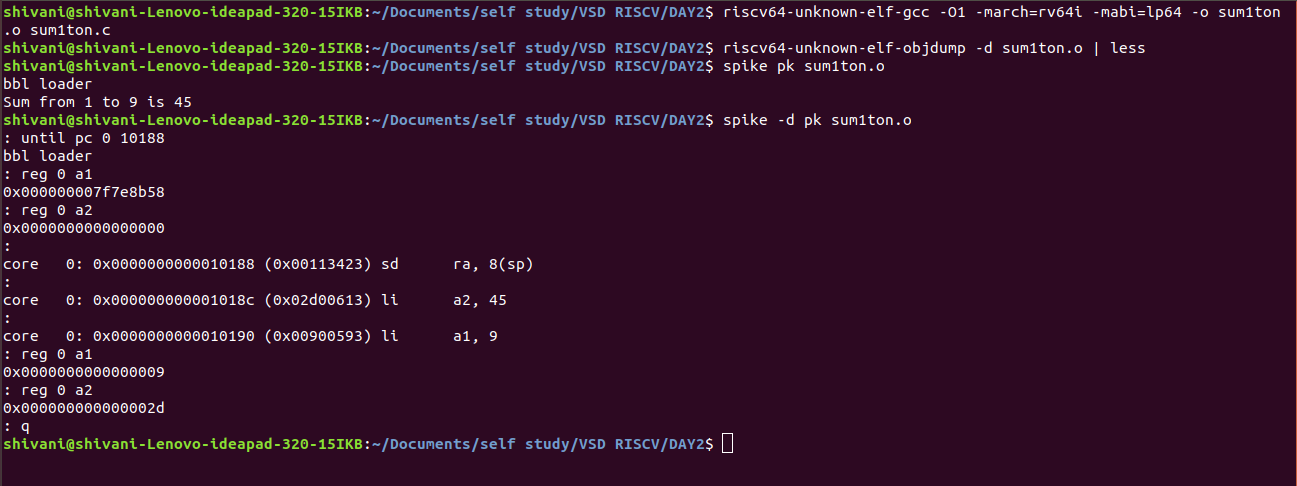 shivani@shivani-Lenovo-ideapad-320-15IKB:~/Documents/self study/VSD RISCV/DAY2$ riscv64-unknown-elf-gcc -O1 -march=rv64i -mabi=lp64 -o sum1ton
.o sum1ton.c
shivani@shivani-Lenovo-ideapad-320-15IKB:~/Documents/self study/VSD RISCV/DAY2$ riscv64-unknown-elf-objdump -d sum1ton.o | less
shivani@shivani-Lenovo-ideapad-320-15IKB:~/Documents/self study/VSD RISCV/DAY2$ spike pk sum1ton.o
bbl loader
Sum from 1 to 9 is 45
shivani@shivani-Lenovo-ideapad-320-15IKB:~/Documents/self study/VSD RISCV/DAY2$ spike -d pk sum1ton.o
: until pc 0 10188
bbl loader
: reg 0 a1
0x000000007f7e8b58
: reg 0 a2
0x0000000000000000
:
core   0: 0x0000000000010188 (0x00113423) sd      ra, 8(sp)
:
core   0: 0x000000000001018c (0x02d00613) li      a2, 45
:
core   0: 0x0000000000010190 (0x00900593) li      a1, 9
: reg 0 a1
0x0000000000000009
: reg 0 a2
0x000000000000002d
: q
shivani@shivani-Lenovo-ideapad-320-15IKB:~/Documents/self study/VSD RISCV/DAY2$